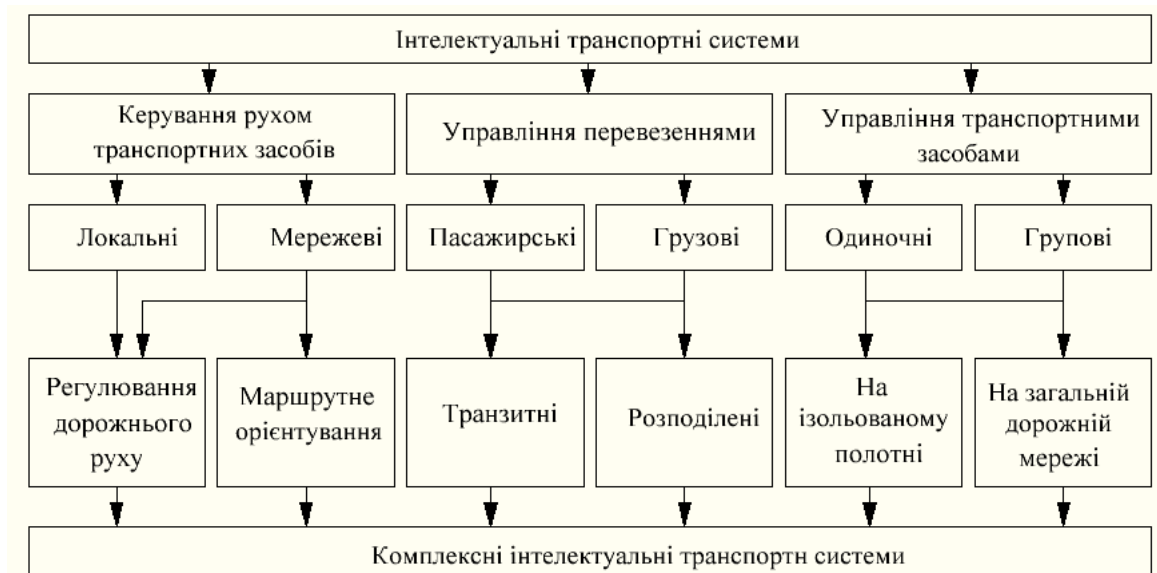 Інтелектуальні транспортні системи
Керування рухом
транспортних засобів
Управління перевезеннями
Управління транспортними
засобами
Локальні
Мережеві
Пасажирські
Грузові
Одиночні
Групові
Регулювання
дорожнього
руху
Маршрутне
орієнтування
Транзитні
Розподілені
На
ізольованому
полотні
На загальній
дорожній
мережі
Комплексні інтелектуальні транспортн системи